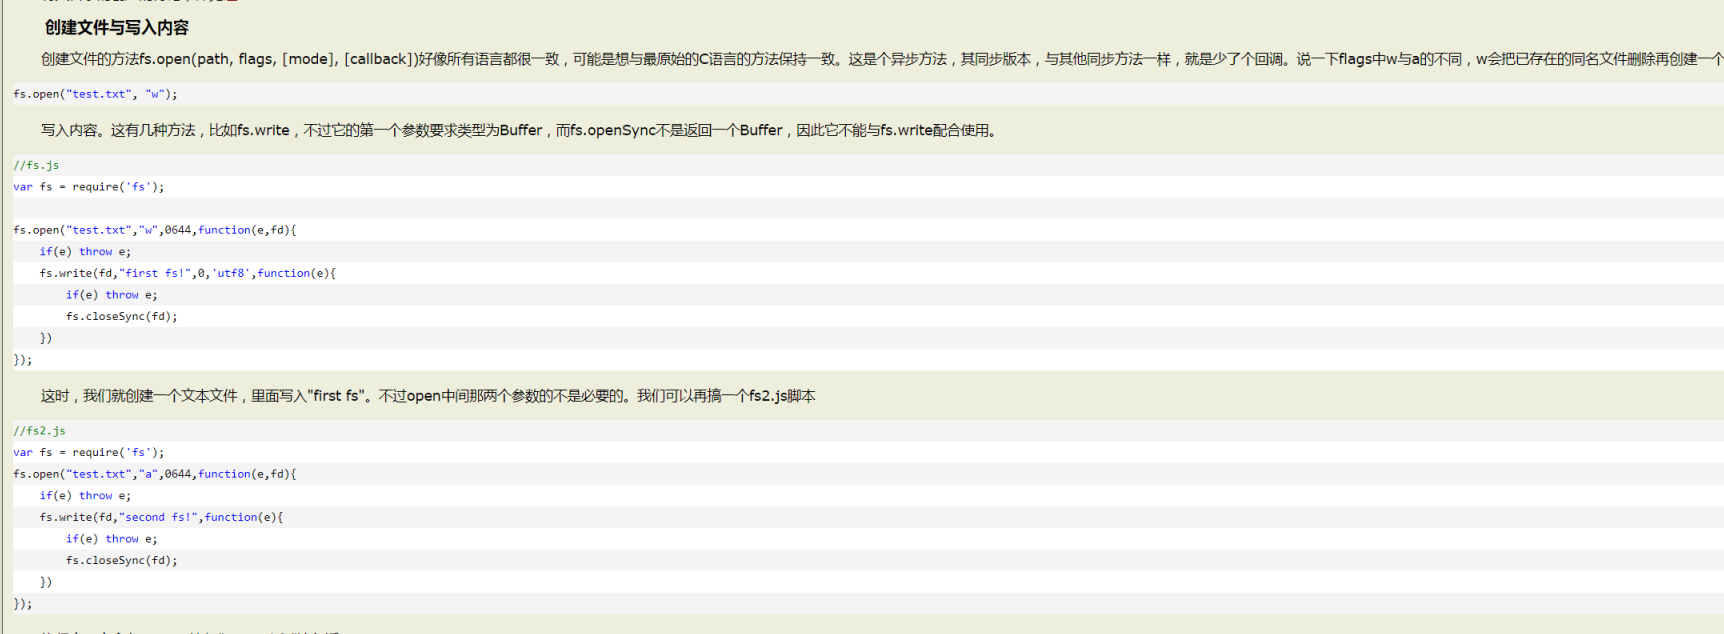 创建文件与写入内容
创建文件的方法fs.open(path, flags, [mode], [callback])好像所有语言都很一致，可能是想与最原始的C语言的方法保持一致。这是个异步方法，其同步版本，与其他同步方法一样，就是少了个回调。说一下flags中w与a的不同，w会把已存在的同名文件删除再创建一个
fs.open("test.txt", "w");
写入内容。这有几种方法，比如fs.write，不过它的第一个参数要求类型为Buffer，而fs.openSync不是返回一个Buffer，因此它不能与fs.write配合使用。
//fs.js
var fs = require('fs');
fs.open("test.txt","w",0644,function(e,fd){
    if(e) throw e;
    fs.write(fd,"first fs!",0,'utf8',function(e){
        if(e) throw e;
        fs.closeSync(fd);
    })
});
这时，我们就创建一个文本文件，里面写入"first fs"。不过open中间那两个参数的不是必要的。我们可以再搞一个fs2.js脚本
//fs2.js
var fs = require('fs');
fs.open("test.txt","a",0644,function(e,fd){
    if(e) throw e;
    fs.write(fd,"second fs!",function(e){
        if(e) throw e;
        fs.closeSync(fd);
    })
});